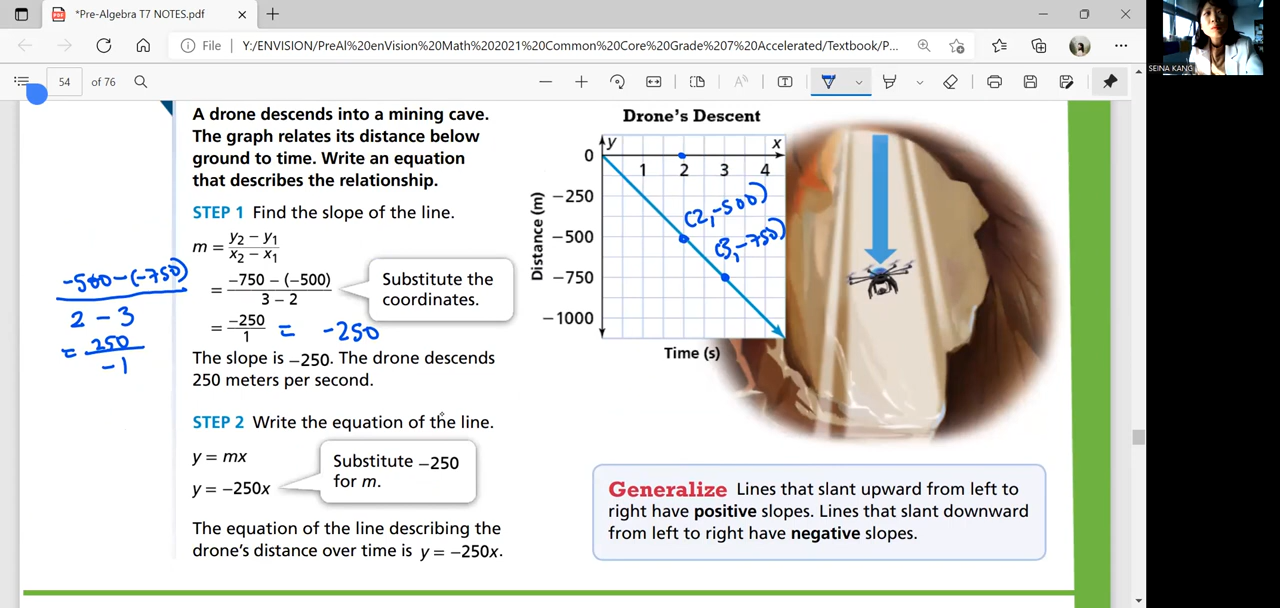 *Pre-Algebra T7 NOTES.pdf
File Y:/ENVISION/PreAl%20enVision%20Math%202021%20Common%20Core%20Grade%207%20Accelerated/Textbook/P...
54 of 76
SEINA KANG
A drone descends into a mining cave.
The graph relates its distance below
ground to time. Write an equation
that describes the relationship.
STEP 1 Find the slope of the line.
m = y₂ − y₁ / x₂ − x₁
= −750 − (−500) / 3 − 2
Substitute the
coordinates.
= −250 / 1 = -250
-500-(-750)
2 - 3
= 250 / -1
The slope is −250. The drone descends
250 meters per second.
STEP 2 Write the equation of the line.
y = mx
y = −250x
Substitute −250
for m.
The equation of the line describing the
drone's distance over time is y = −250x.
Drone's Descent
y
x
0
1 2 3 4
−250
−500
−750
−1000
Distance (m)
Time (s)
(2,-500)
(3,-750)
Generalize Lines that slant upward from left to
right have positive slopes. Lines that slant downward
from left to right have negative slopes.